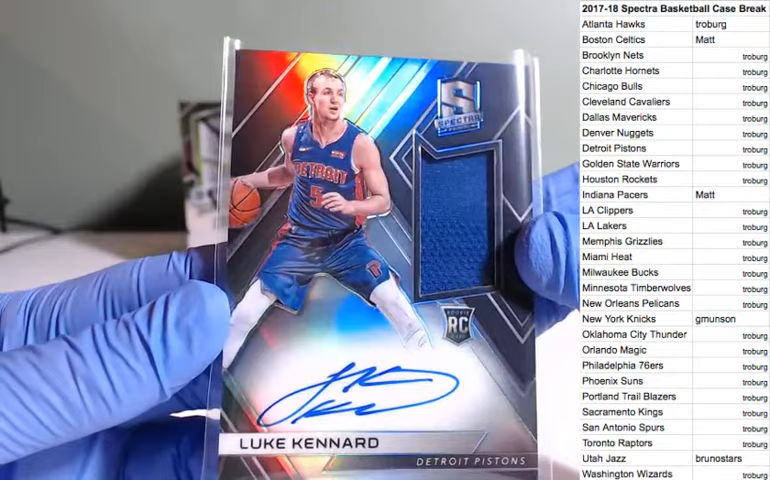 SPECTRA
DETROIT
5
RC
LUKE KENNARD
DETROIT PISTONS
2017-18 Spectra Basketball Case Break
Atlanta Hawks troburg
Boston Celtics Matt
Brooklyn Nets troburg
Charlotte Hornets troburg
Chicago Bulls troburg
Cleveland Cavaliers troburg
Dallas Mavericks troburg
Denver Nuggets troburg
Detroit Pistons troburg
Golden State Warriors troburg
Houston Rockets troburg
Indiana Pacers Matt
LA Clippers troburg
LA Lakers troburg
Memphis Grizzlies troburg
Miami Heat troburg
Milwaukee Bucks troburg
Minnesota Timberwolves troburg
New Orleans Pelicans troburg
New York Knicks gmunson
Oklahoma City Thunder troburg
Orlando Magic troburg
Philadelphia 76ers troburg
Phoenix Suns troburg
Portland Trail Blazers troburg
Sacramento Kings troburg
San Antonio Spurs troburg
Toronto Raptors troburg
Utah Jazz brunostars
Washington Wizards troburg